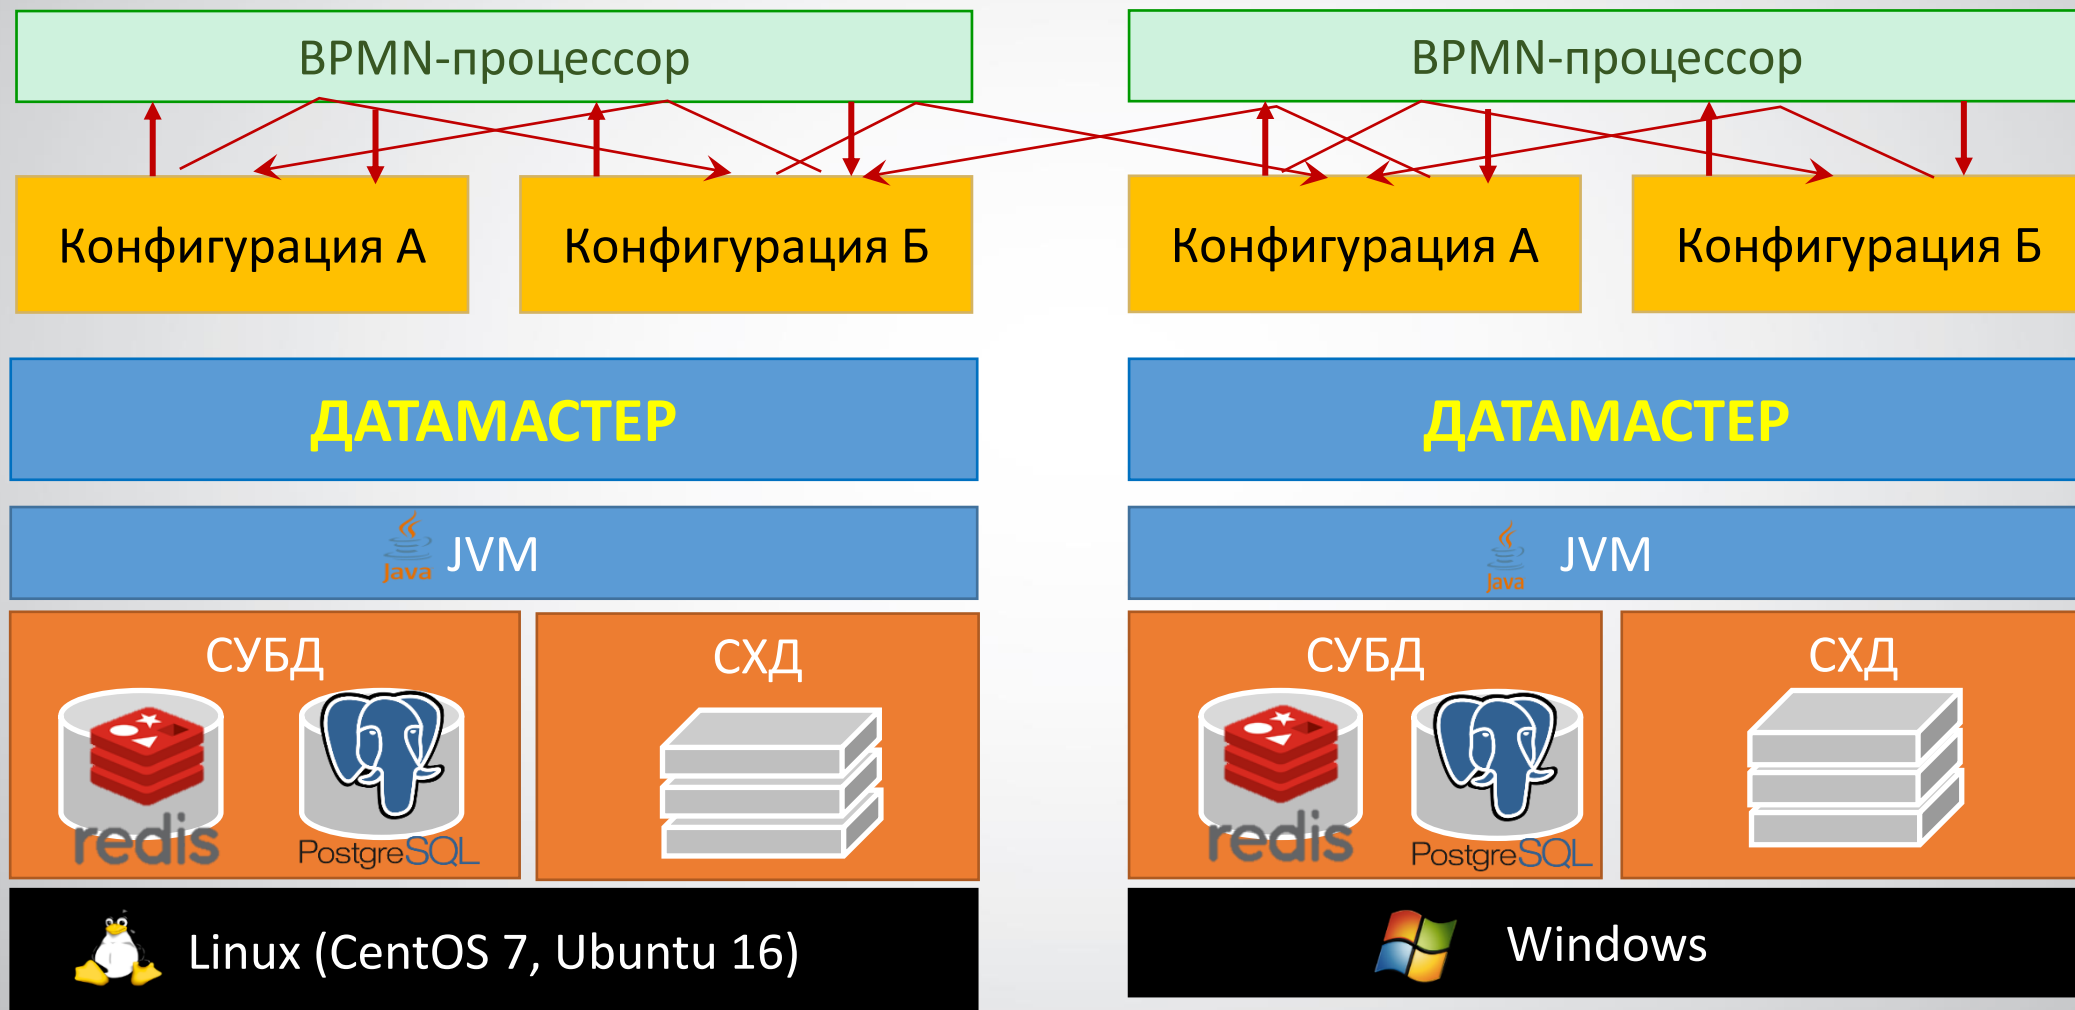 BPMN-процессор
BPMN-процессор
Конфигурация А
Конфигурация Б
Конфигурация А
Конфигурация Б
ДАТАМАСТЕР
ДАТАМАСТЕР
Java
JVM
Java
JVM
СУБД
СХД
СУБД
СХД
redis
PostgreSQL
redis
PostgreSQL
Linux (CentOS 7, Ubuntu 16)
Windows